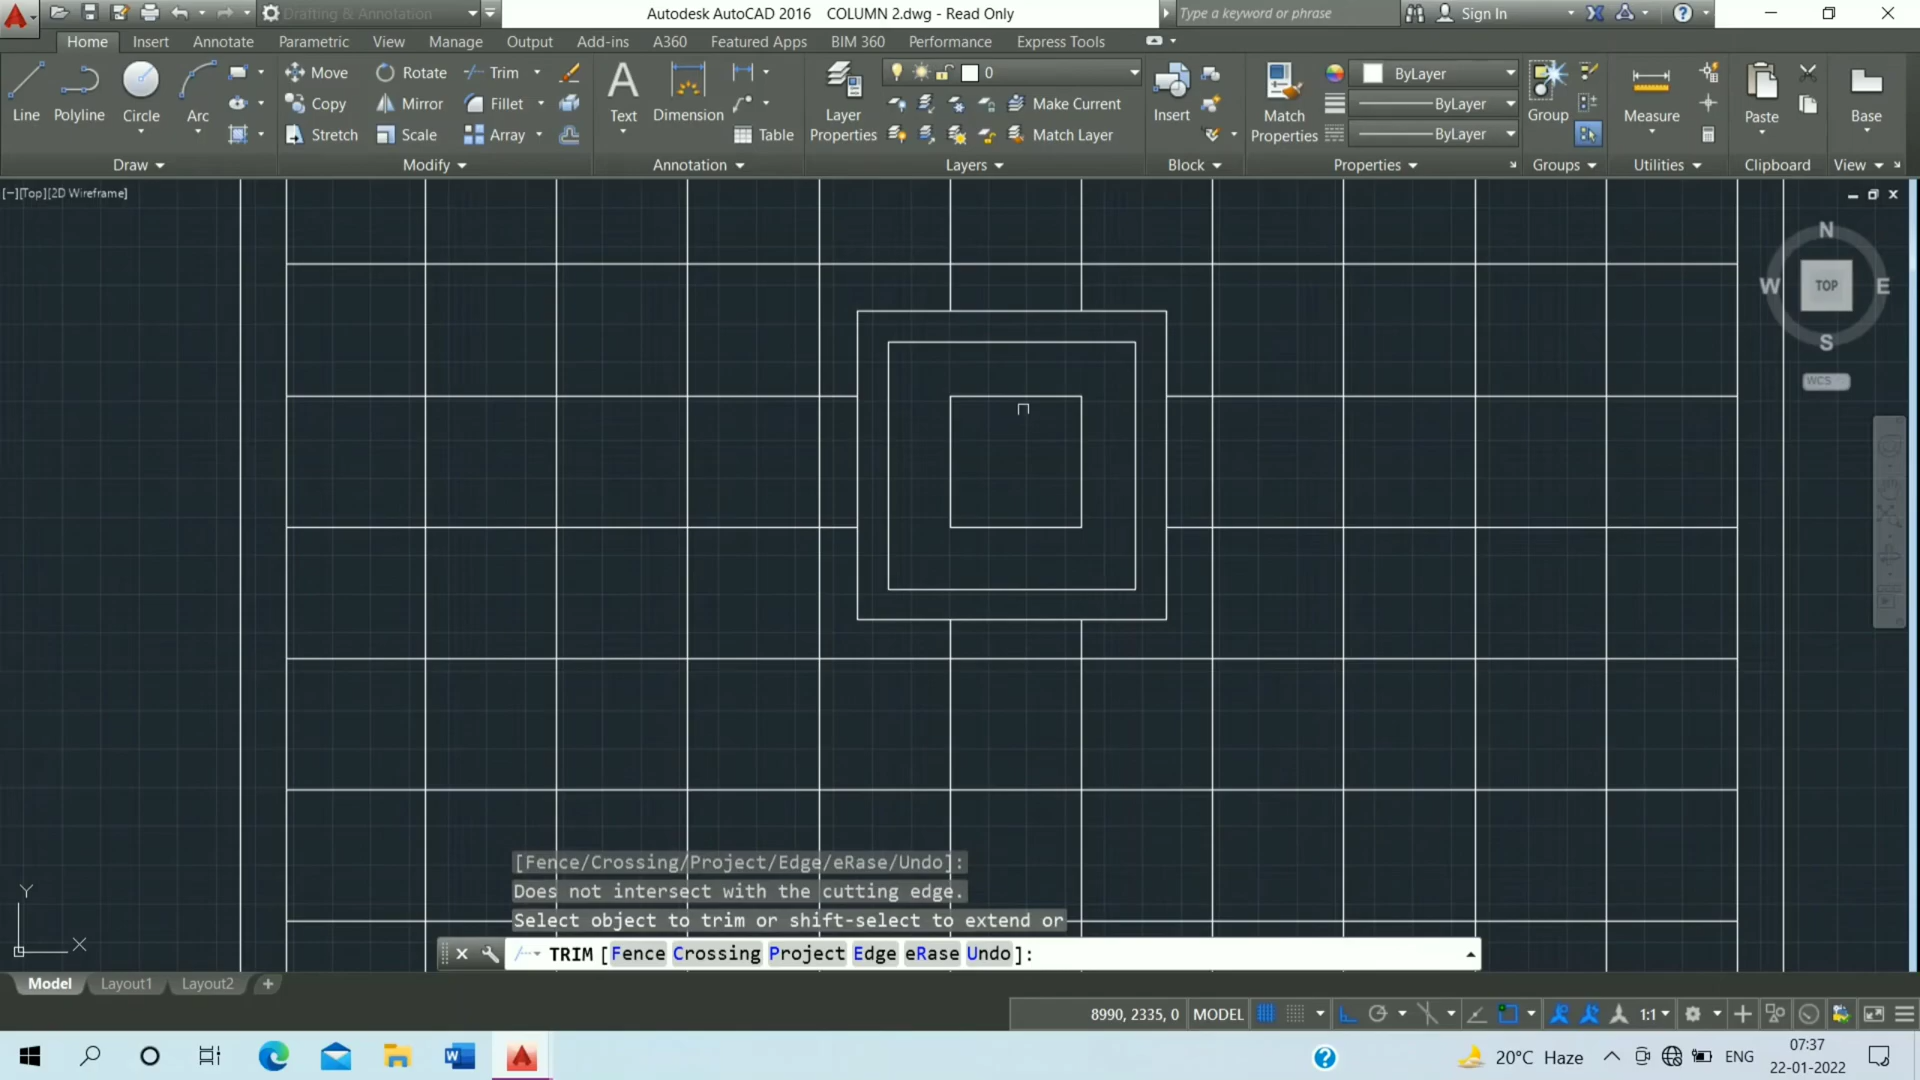 Drafting & Annotation
Autodesk AutoCAD 2016 COLUMN 2.dwg - Read Only
Type a keyword or phrase
Sign In
Home Insert Annotate Parametric View Manage Output Add-ins A360 Featured Apps BIM 360 Performance Express Tools
Line Polyline Circle Arc
Move Rotate Trim
Copy Mirror Fillet
Stretch Scale Array
Text Dimension Table
Layer Properties
0
Make Current
Match Layer
Insert
Match Properties
ByLayer
ByLayer
ByLayer
Group Measure Paste Base
Draw Modify Annotation Layers Block Properties Groups Utilities Clipboard View
[−][Top][2D Wireframe]
N
W TOP E
S
WCS
[Fence/Crossing/Project/Edge/eRase/Undo]:
Does not intersect with the cutting edge.
Select object to trim or shift-select to extend or
TRIM [Fence Crossing Project Edge eRase Undo]:
Y
X
Model Layout1 Layout2 +
8990, 2335, 0 MODEL 1:1
20°C Haze ENG 07:37
22-01-2022